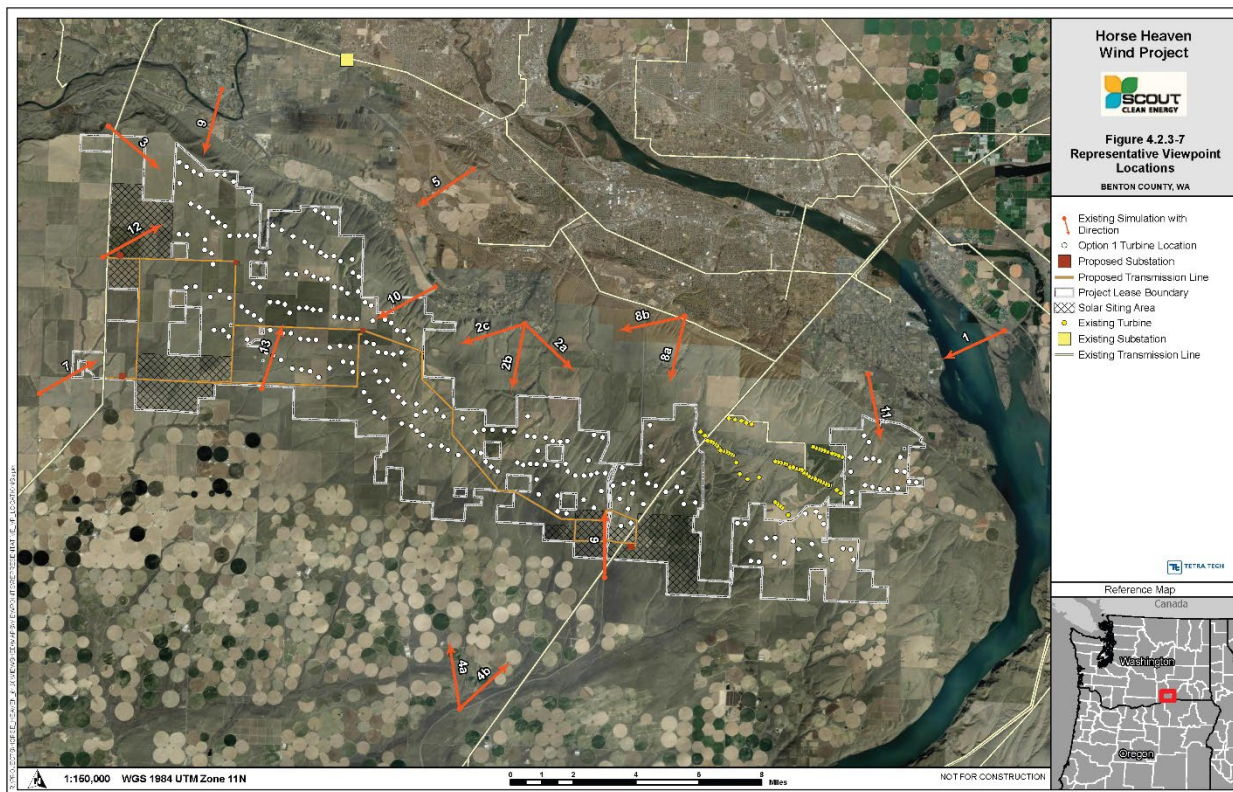 Horse Heaven
Wind Project
SCOUT
CLEAN ENERGY
Figure 4.2.3-7
Representative Viewpoint
Locations
BENTON COUNTY, WA
Existing Simulation with
Direction
Option 1 Turbine Location
Proposed Substation
Proposed Transmission Line
Project Lease Boundary
Solar Siting Area
Existing Turbine
Existing Substation
Existing Transmission Line
TETRA TECH
Reference Map
Canada
Washington
Oregon
9
3
5
12
10
2c
8b
2a
2b
8a
1
13
7
11
6
4a
4b
1:150,000 WGS 1984 UTM Zone 11N
0 1 2 4 6 8
Miles
NOT FOR CONSTRUCTION